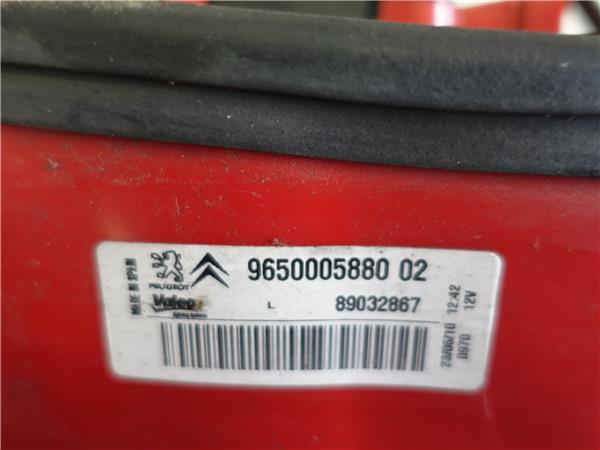 MADE IN SPAIN
PEUGEOT
9650005880 02
Valeo
L
89032867
23/06/10 12:42
0970 12V